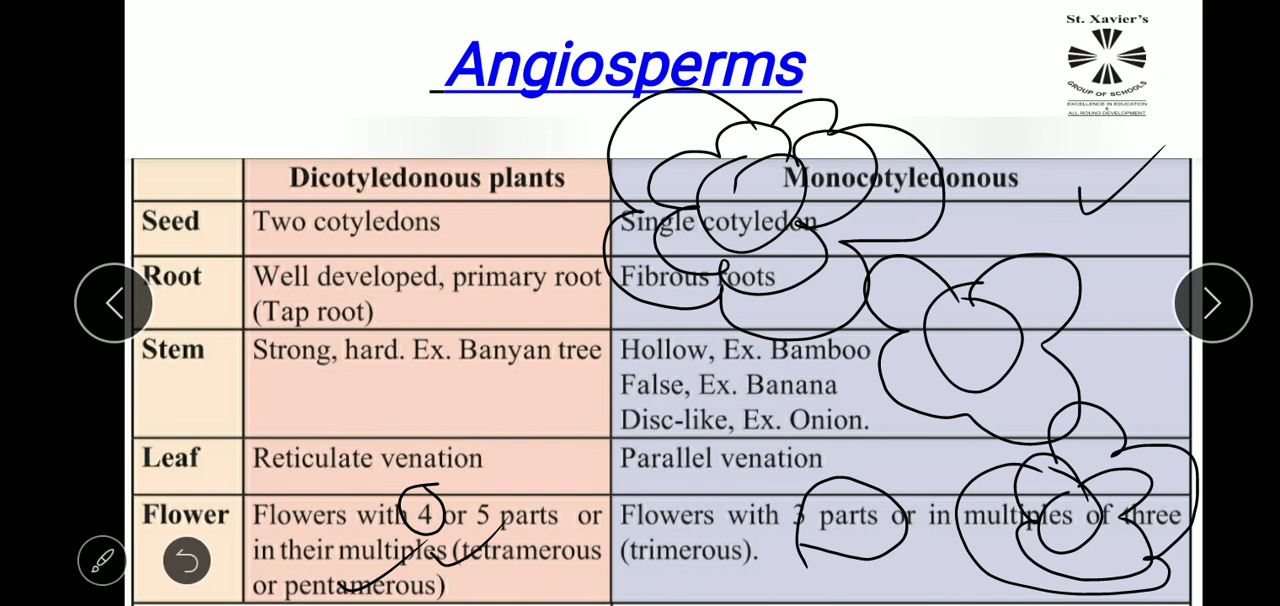 St. Xavier's
GROUP OF SCHOOLS
EXCELLENCE IN EDUCATION
&
ALL ROUND DEVELOPMENT
Angiosperms
Dicotyledonous plants Monocotyledonous
Seed Two cotyledons Single cotyledon
Root Well developed, primary root Fibrous roots
(Tap root)
Stem Strong, hard. Ex. Banyan tree Hollow, Ex. Bamboo
False, Ex. Banana
Disc-like, Ex. Onion.
Leaf Reticulate venation Parallel venation
Flower Flowers with 4 or 5 parts or Flowers with 3 parts or in multiples of three
in their multiples (tetramerous (trimerous).
or pentamerous)